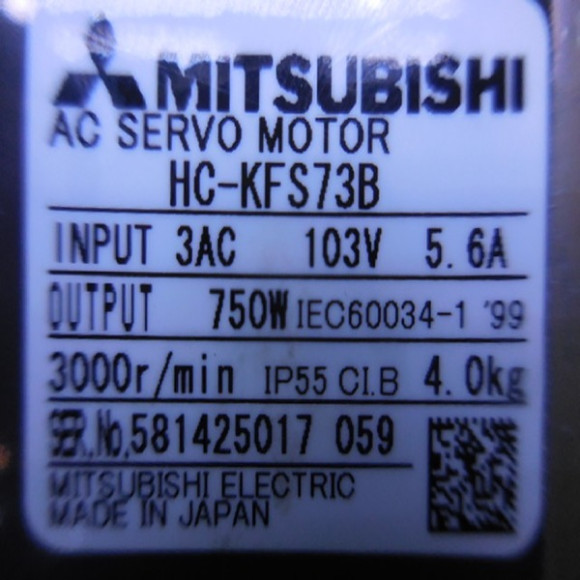 MITSUBISHI
AC SERVO MOTOR
HC-KFS73B
INPUT 3AC 103V 5.6A
OUTPUT 750W IEC60034-1 '99
3000r/min IP55 CI.B 4.0kg
SER.No.581425017 059
MITSUBISHI ELECTRIC
MADE IN JAPAN